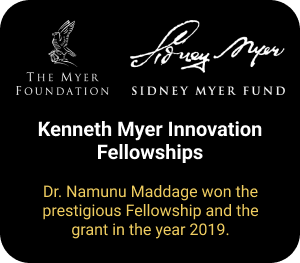 THE MYER
FOUNDATION
Sidney Myer
SIDNEY MYER FUND
Kenneth Myer Innovation
Fellowships
Dr. Namunu Maddage won the
prestigious Fellowship and the
grant in the year 2019.